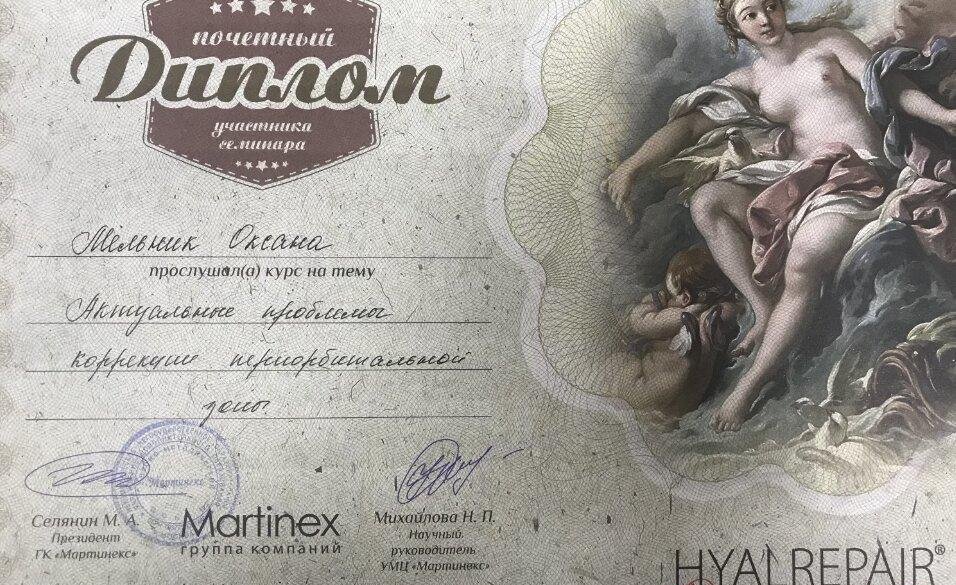 почетный
Диплом
участника
семинара
Мельник Оксана
прослушал(а) курс на тему
Актуальные проблемы
коррекции периорбитальной
зоны
Мартинекс
Селянин М. А.
Президент
ГК «Мартинекс»
Martinex
группа компаний
Михайлова Н. П.
Научный
руководитель
УМЦ «Мартинекс»
HYALREPAIR®